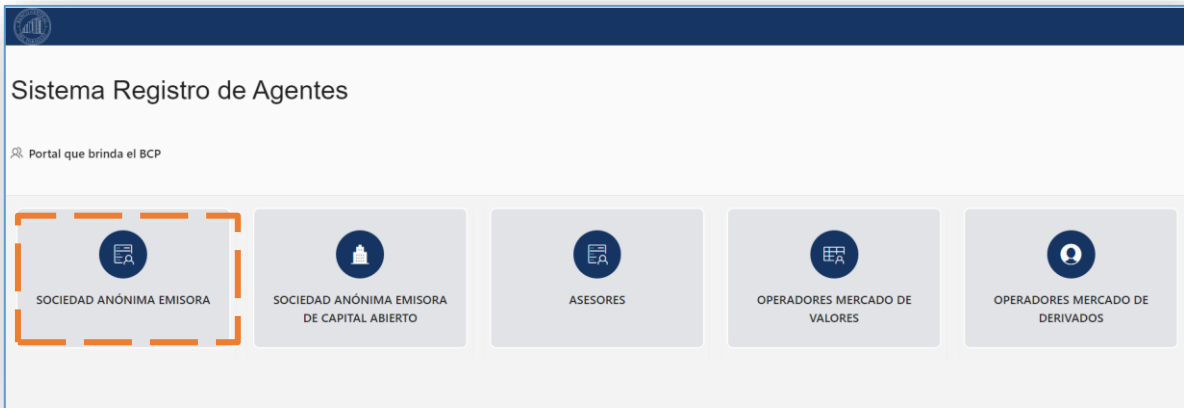 Sistema Registro de Agentes
Portal que brinda el BCP
SOCIEDAD ANÓNIMA EMISORA
SOCIEDAD ANÓNIMA EMISORA
DE CAPITAL ABIERTO
ASESORES
OPERADORES MERCADO DE
VALORES
OPERADORES MERCADO DE
DERIVADOS